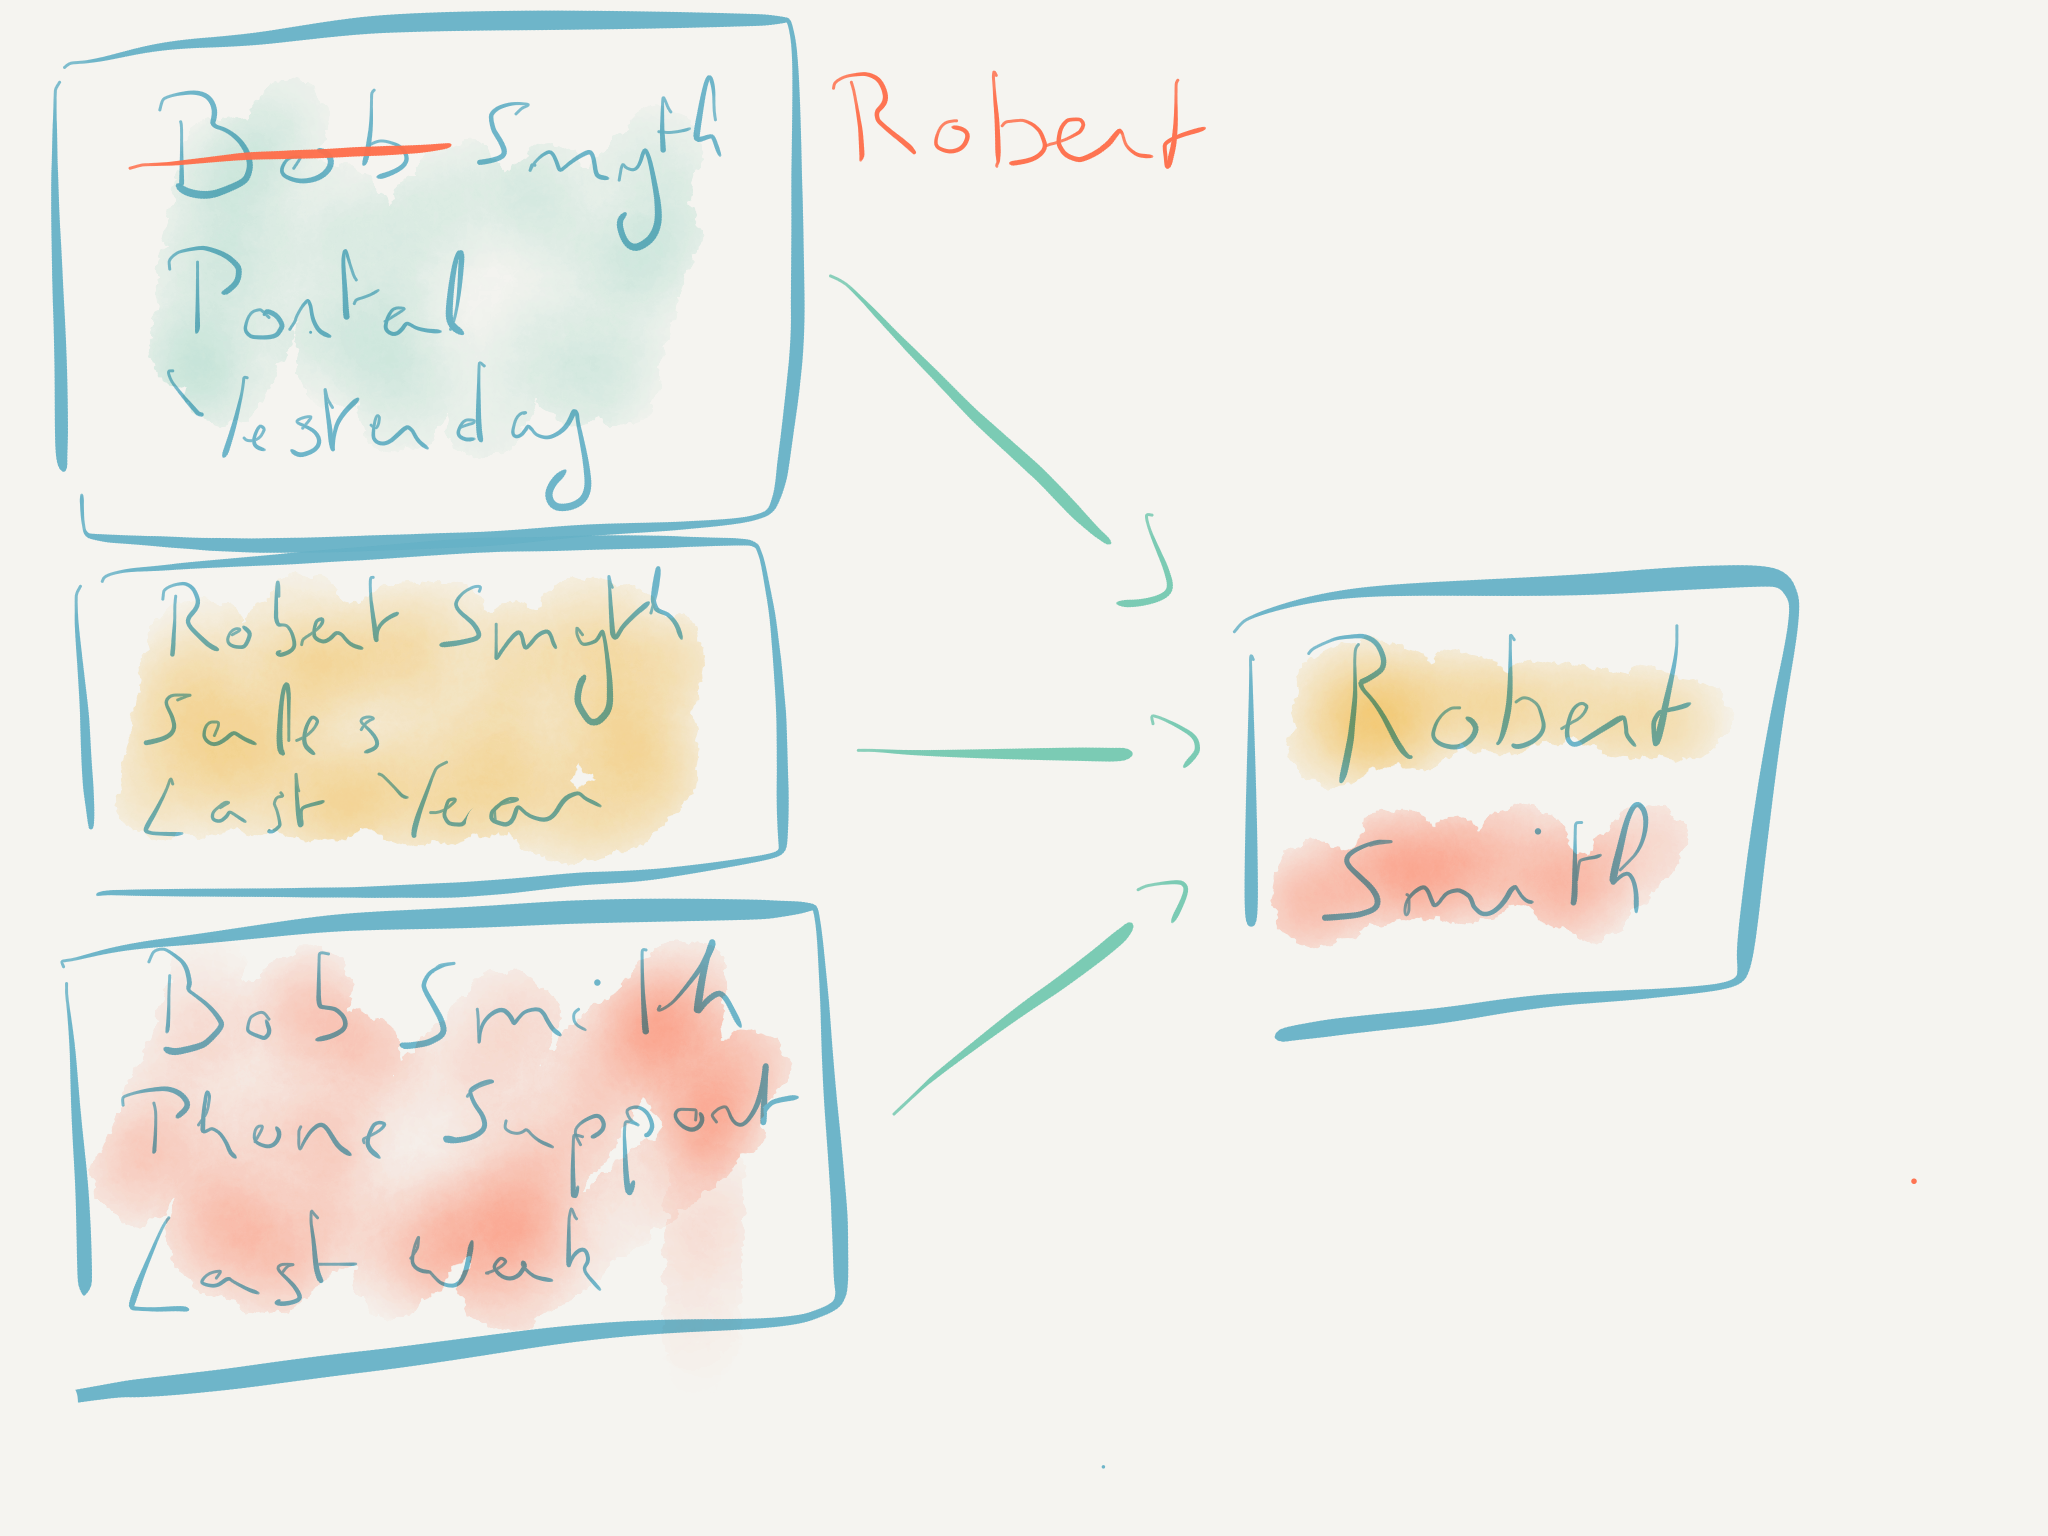 Bob Smyth
Robert
Portal
Yesterday
Robert Smyth
Sales
Last Year
Bob Smith
Phone Support
Last Week
Robert
Smith